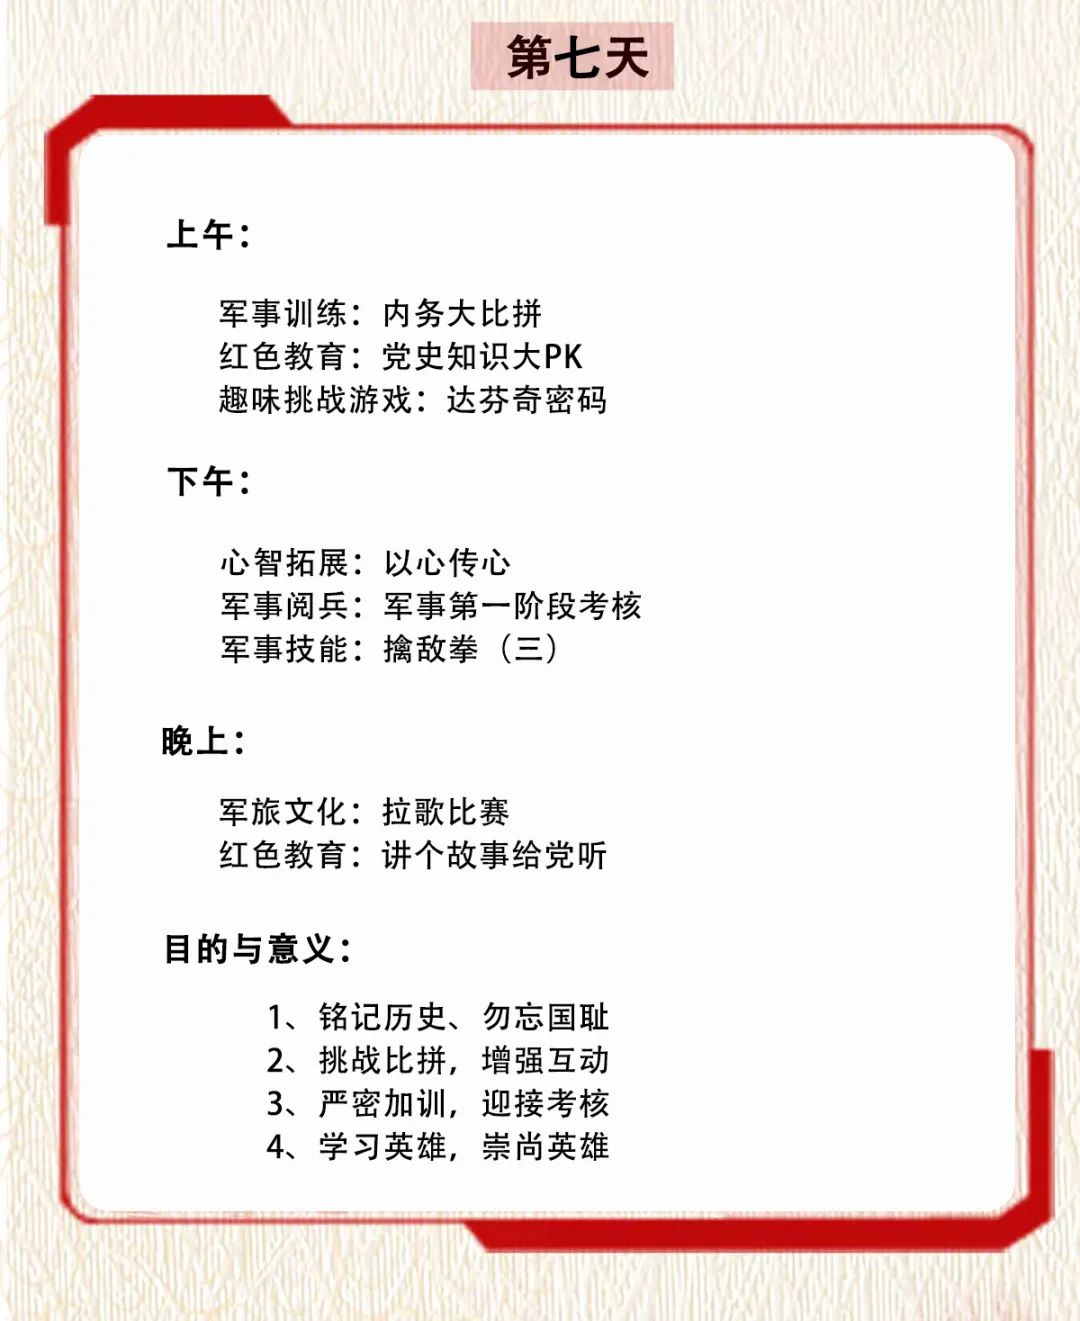 第七天
上午：
军事训练：内务大比拼
红色教育：党史知识大PK
趣味挑战游戏：达芬奇密码
下午：
心智拓展：以心传心
军事阅兵：军事第一阶段考核
军事技能：擒敌拳（三）
晚上：
军旅文化：拉歌比赛
红色教育：讲个故事给党听
目的与意义：
1、铭记历史、勿忘国耻
2、挑战比拼，增强互动
3、严密加训，迎接考核
4、学习英雄，崇尚英雄